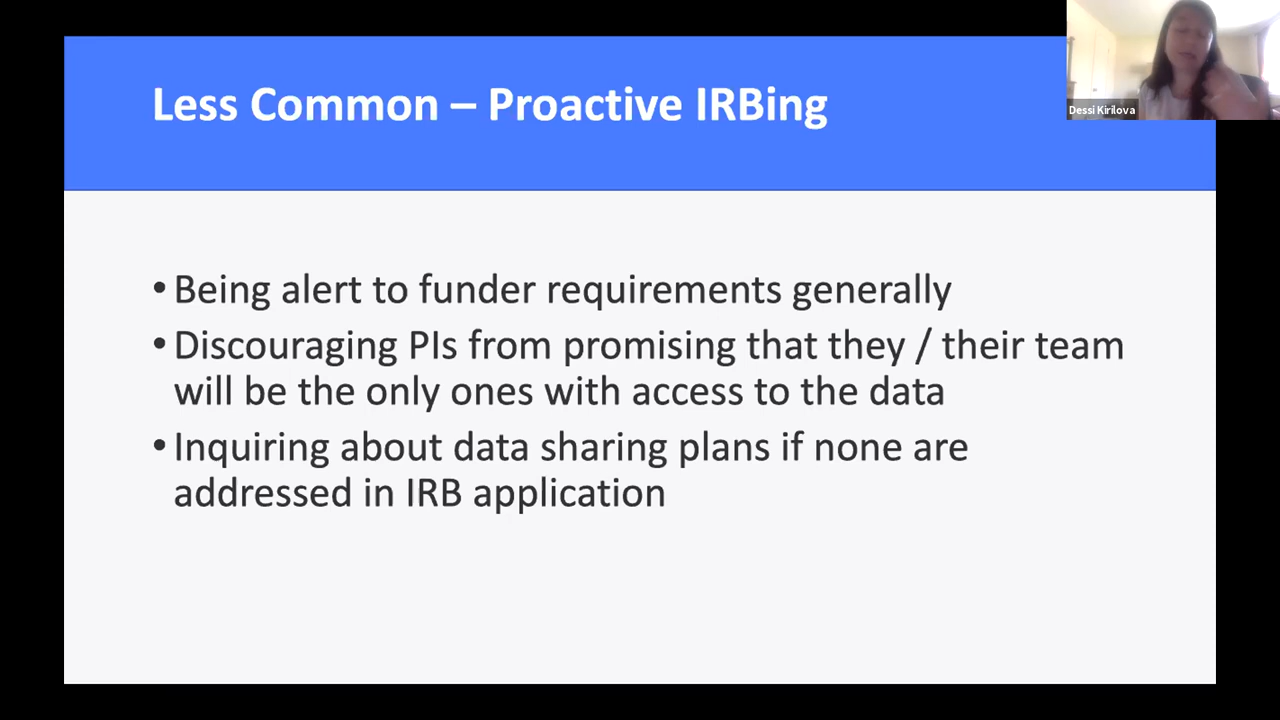 Less Common – Proactive IRBing
Dessi Kirilova
• Being alert to funder requirements generally
• Discouraging PIs from promising that they / their team
will be the only ones with access to the data
• Inquiring about data sharing plans if none are
addressed in IRB application